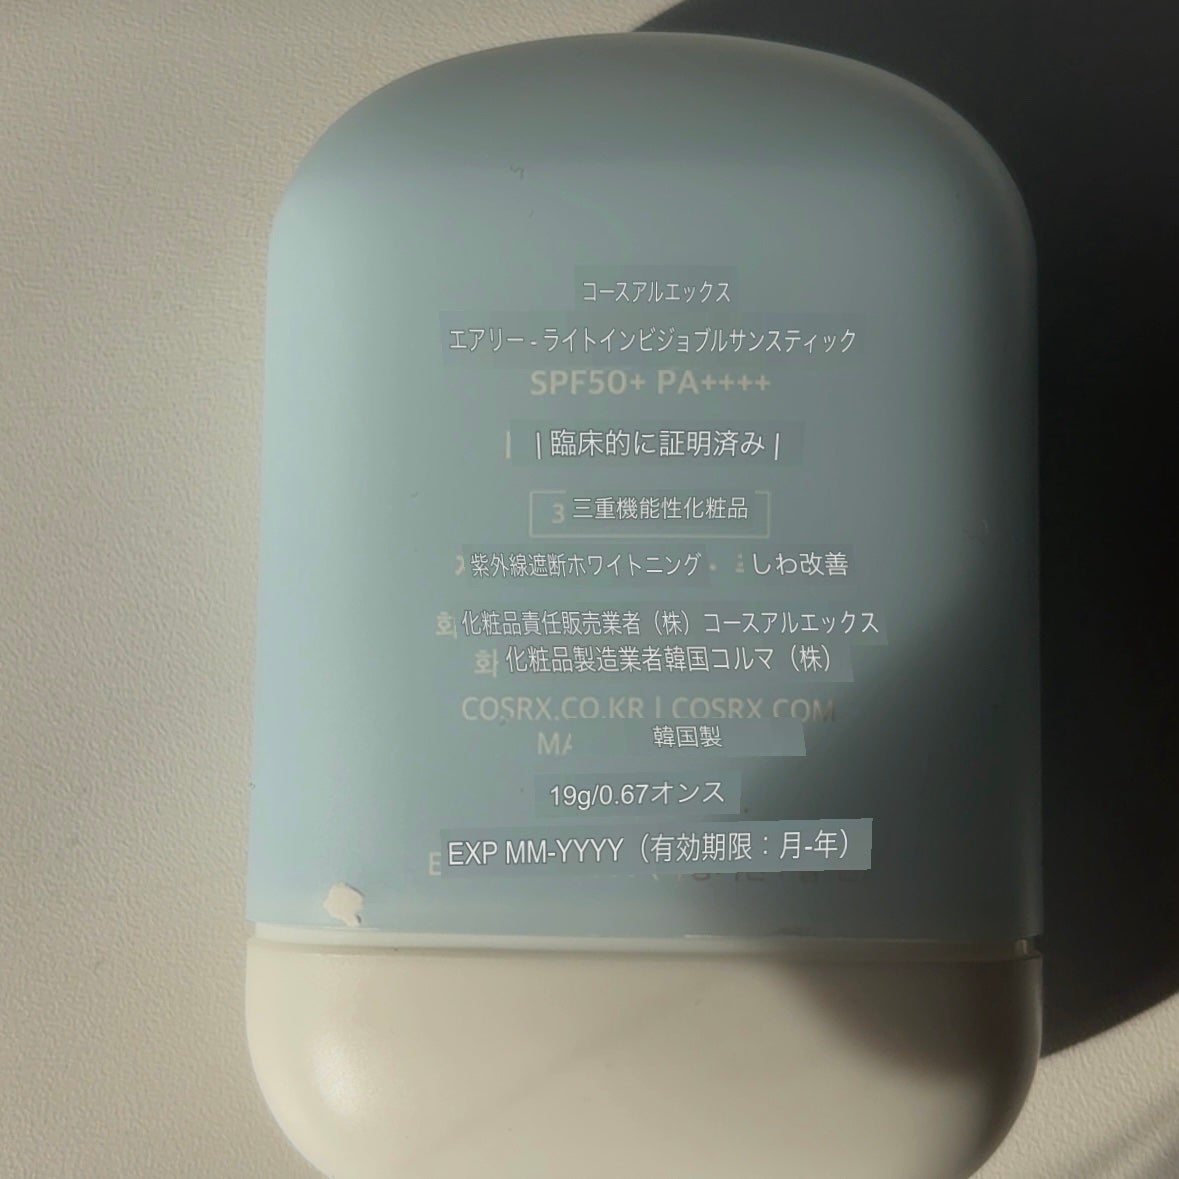 コースアルエックス
エアリー - ライトインビジョブルサンスティック
SPF50+ PA++++
| 臨床的に証明済み |
3 三重機能性化粧品
紫外線遮断ホワイトニング・ しわ改善
화 化粧品責任販売業者（株）コースアルエックス
화 化粧品製造業者韓国コルマ（株）
COSRX.CO.KR | COSRX.COM
MA 韓国製
19g/0.67オンス
EXP MM-YYYY（有効期限：月-年）